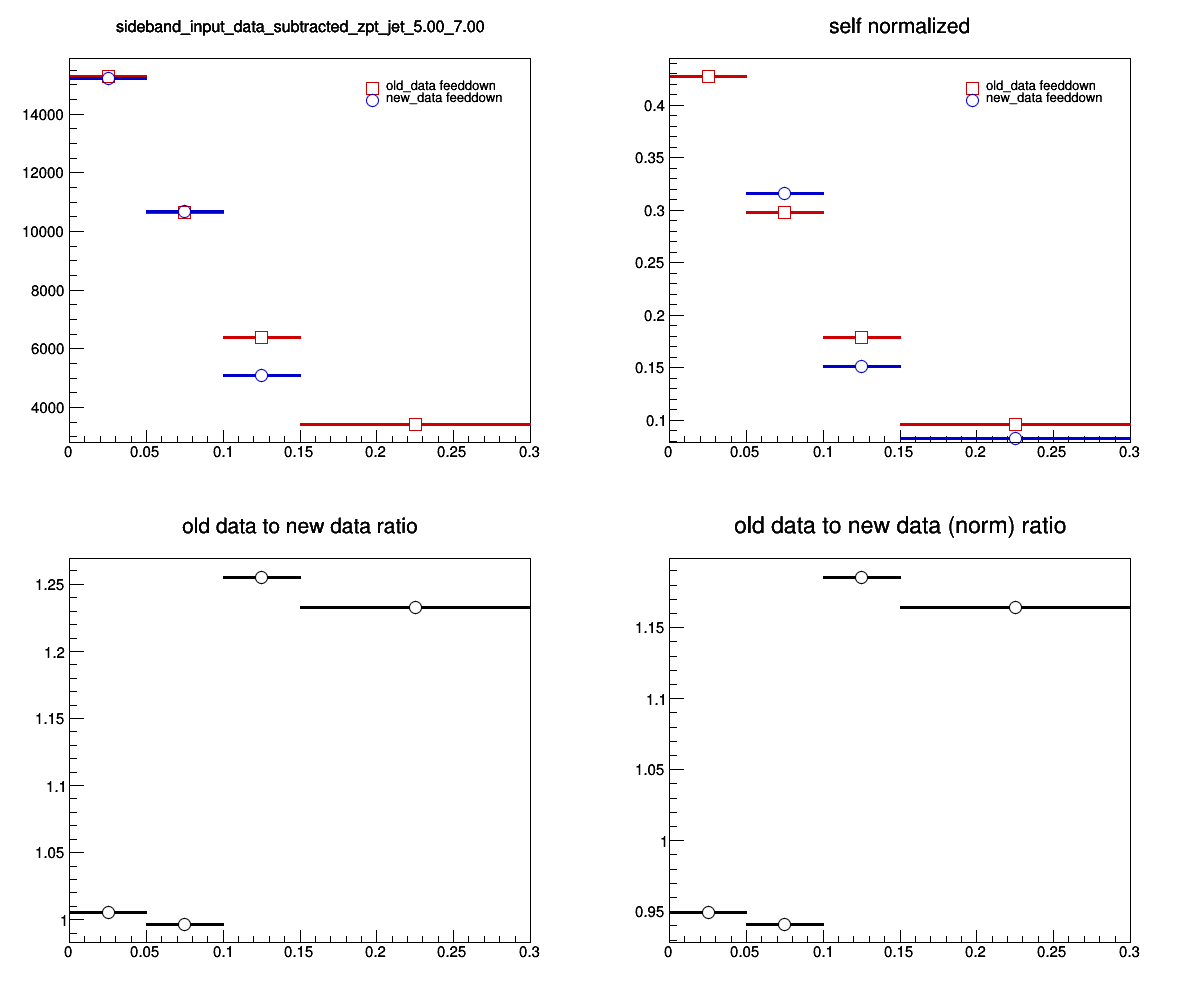 sideband_input_data_subtracted_zpt_jet_5.00_7.00
old_data feeddown
new_data feeddown
14000
12000
10000
8000
6000
4000
0 0.05 0.1 0.15 0.2 0.25 0.3
self normalized
old_data feeddown
new_data feeddown
0.4
0.35
0.3
0.25
0.2
0.15
0.1
0 0.05 0.1 0.15 0.2 0.25 0.3
old data to new data ratio
1.25
1.2
1.15
1.1
1.05
1
0 0.05 0.1 0.15 0.2 0.25 0.3
old data to new data (norm) ratio
1.15
1.1
1.05
1
0.95
0 0.05 0.1 0.15 0.2 0.25 0.3